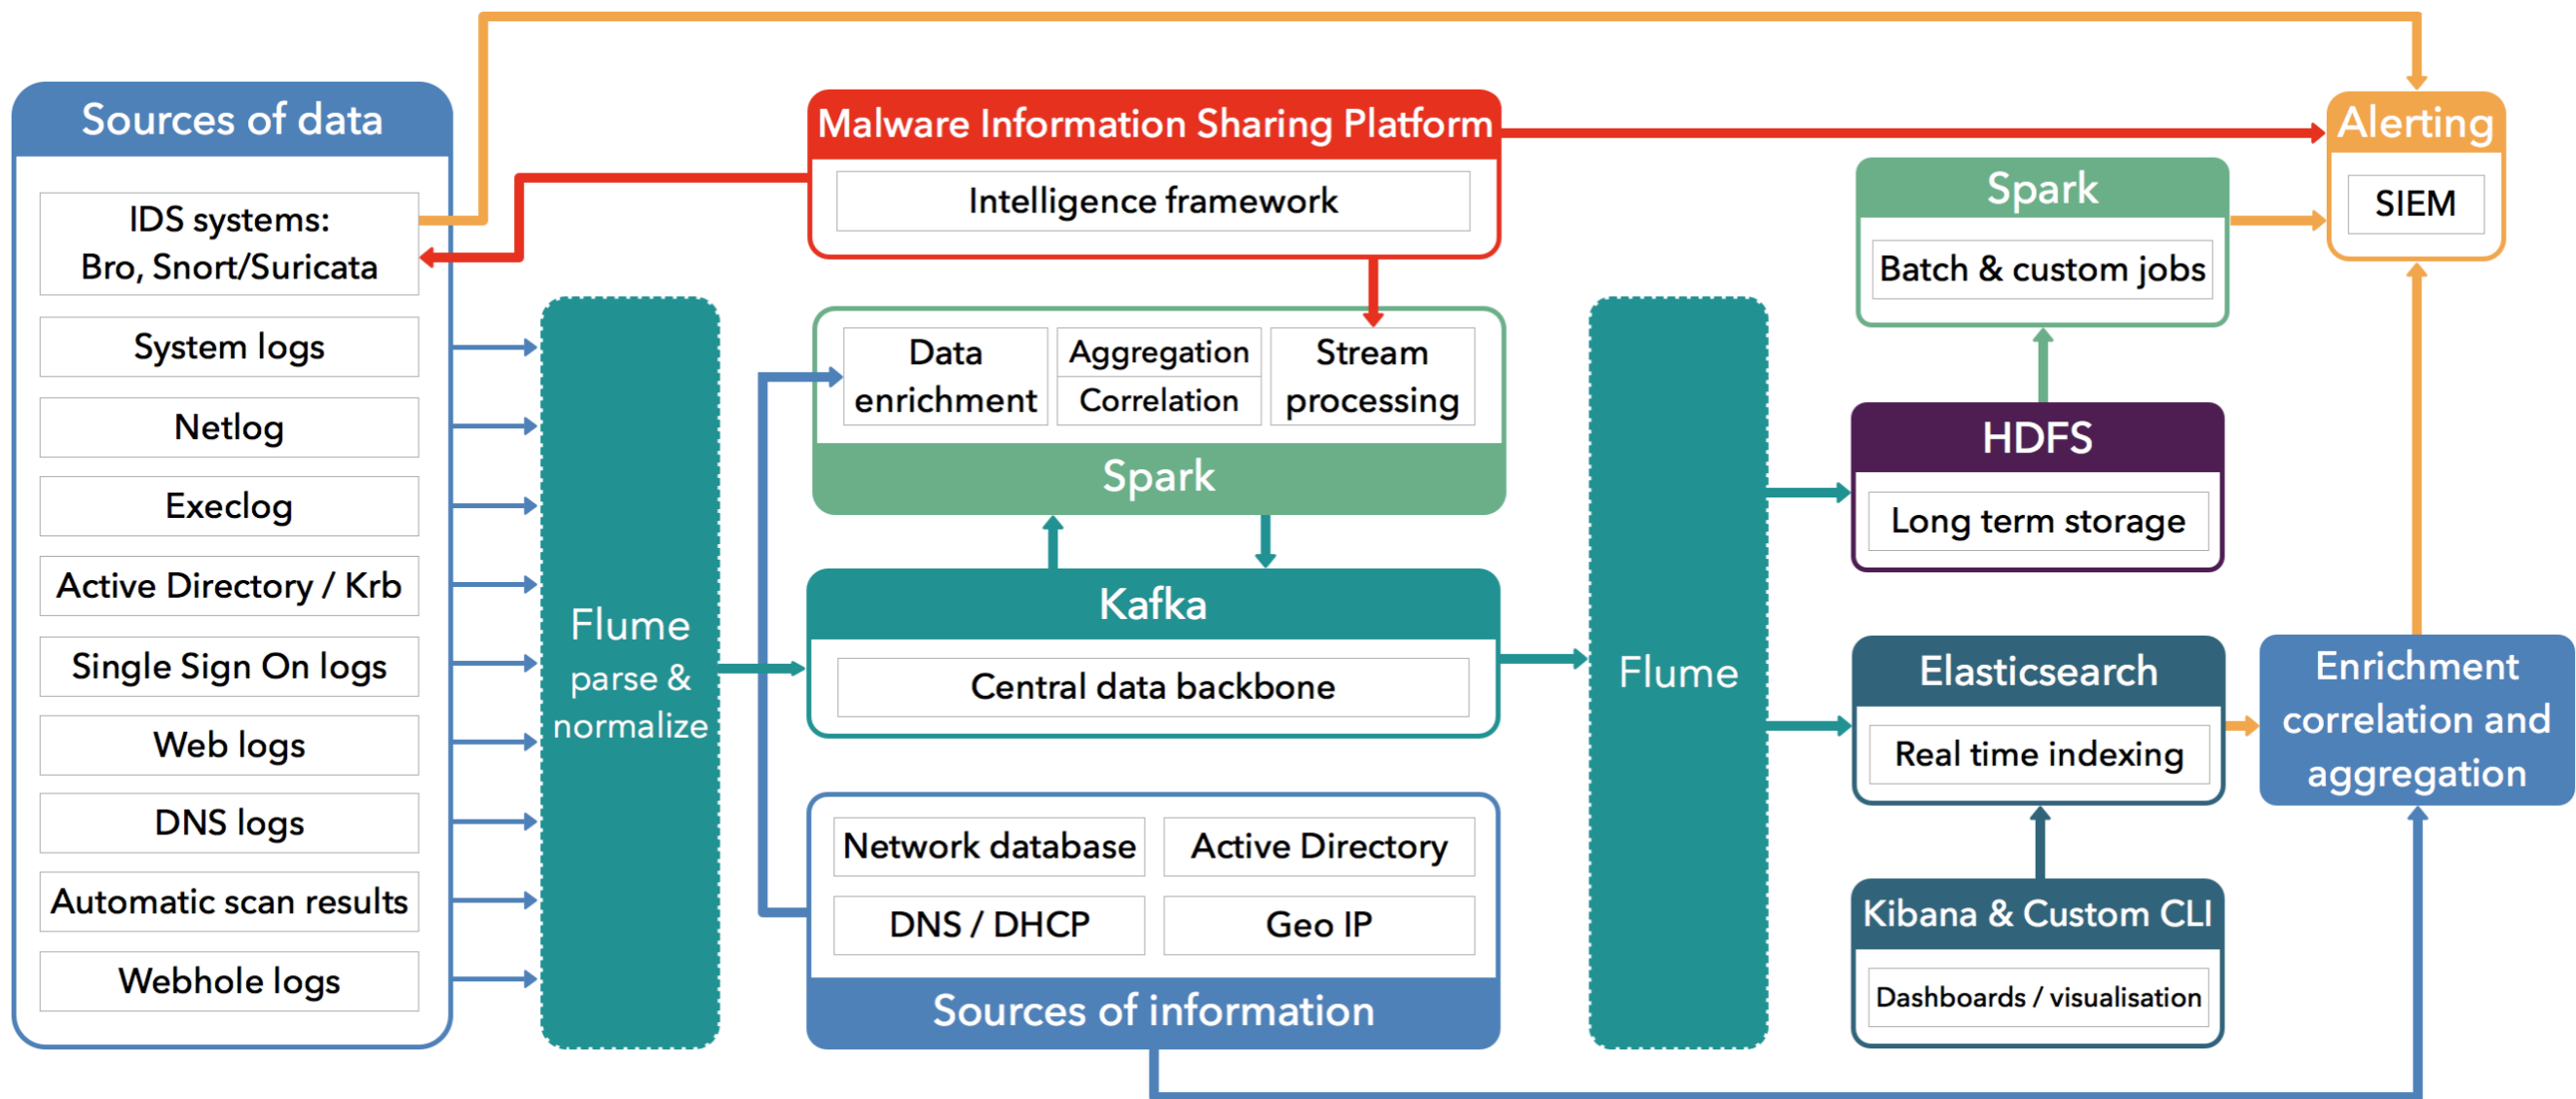 Sources of data
IDS systems:
Bro, Snort/Suricata
System logs
Netlog
Execlog
Active Directory / Krb
Single Sign On logs
Web logs
DNS logs
Automatic scan results
Webhole logs
Flume
parse &
normalize
Malware Information Sharing Platform
Intelligence framework
Data
enrichment
Aggregation
Correlation
Stream
processing
Spark
Kafka
Central data backbone
Network database
Active Directory
DNS / DHCP
Geo IP
Sources of information
Flume
Spark
Batch & custom jobs
HDFS
Long term storage
Elasticsearch
Real time indexing
Kibana & Custom CLI
Dashboards / visualisation
Alerting
SIEM
Enrichment
correlation and
aggregation